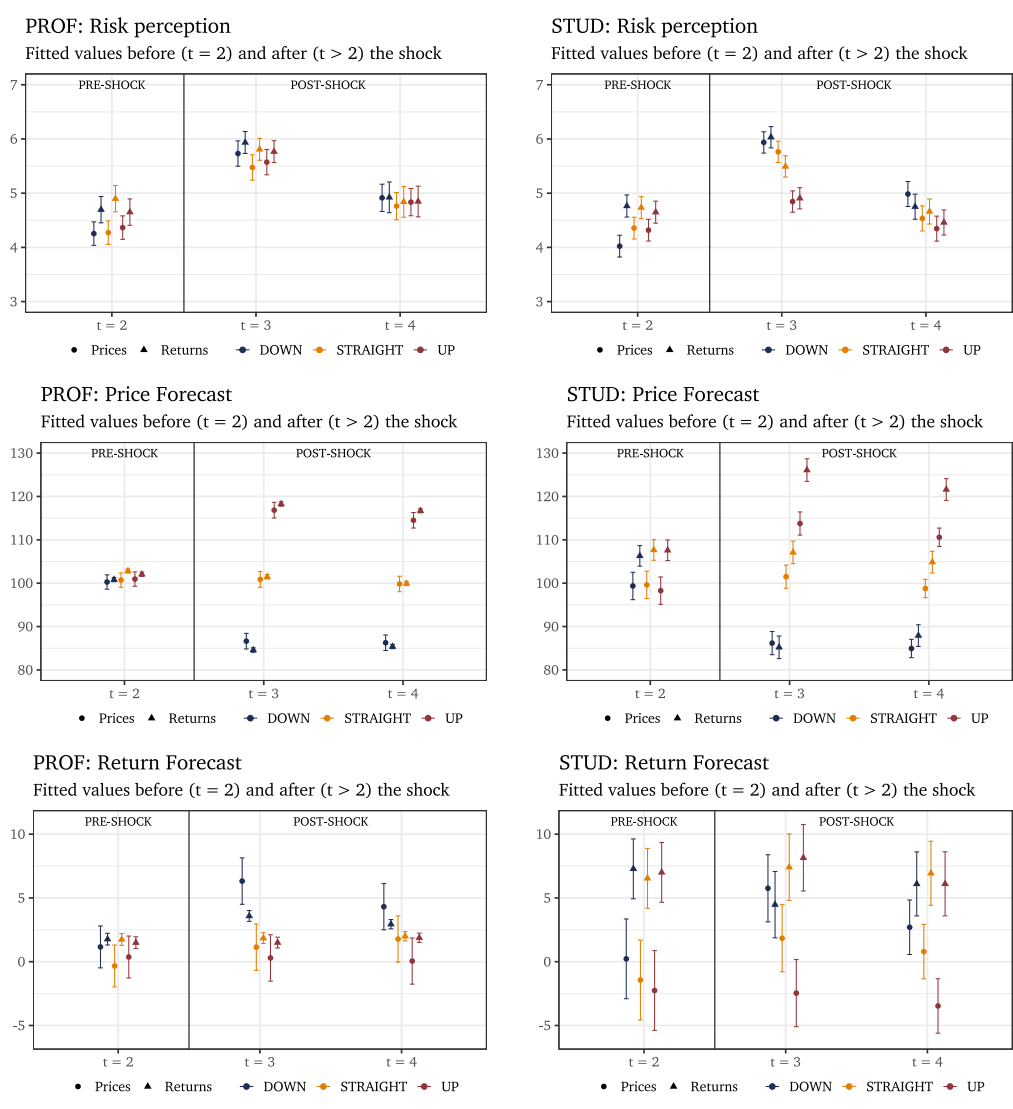 PROF: Risk perception
Fitted values before (t = 2) and after (t > 2) the shock
PRE-SHOCK POST-SHOCK
7
6
5
4
3
t = 2 t = 3 t = 4
Prices Returns DOWN STRAIGHT UP
STUD: Risk perception
Fitted values before (t = 2) and after (t > 2) the shock
PRE-SHOCK POST-SHOCK
7
6
5
4
3
t = 2 t = 3 t = 4
Prices Returns DOWN STRAIGHT UP
PROF: Price Forecast
Fitted values before (t = 2) and after (t > 2) the shock
PRE-SHOCK POST-SHOCK
130
120
110
100
90
80
t = 2 t = 3 t = 4
Prices Returns DOWN STRAIGHT UP
STUD: Price Forecast
Fitted values before (t = 2) and after (t > 2) the shock
PRE-SHOCK POST-SHOCK
130
120
110
100
90
80
t = 2 t = 3 t = 4
Prices Returns DOWN STRAIGHT UP
PROF: Return Forecast
Fitted values before (t = 2) and after (t > 2) the shock
PRE-SHOCK POST-SHOCK
10
5
0
-5
t = 2 t = 3 t = 4
Prices Returns DOWN STRAIGHT UP
STUD: Return Forecast
Fitted values before (t = 2) and after (t > 2) the shock
PRE-SHOCK POST-SHOCK
10
5
0
-5
t = 2 t = 3 t = 4
Prices Returns DOWN STRAIGHT UP